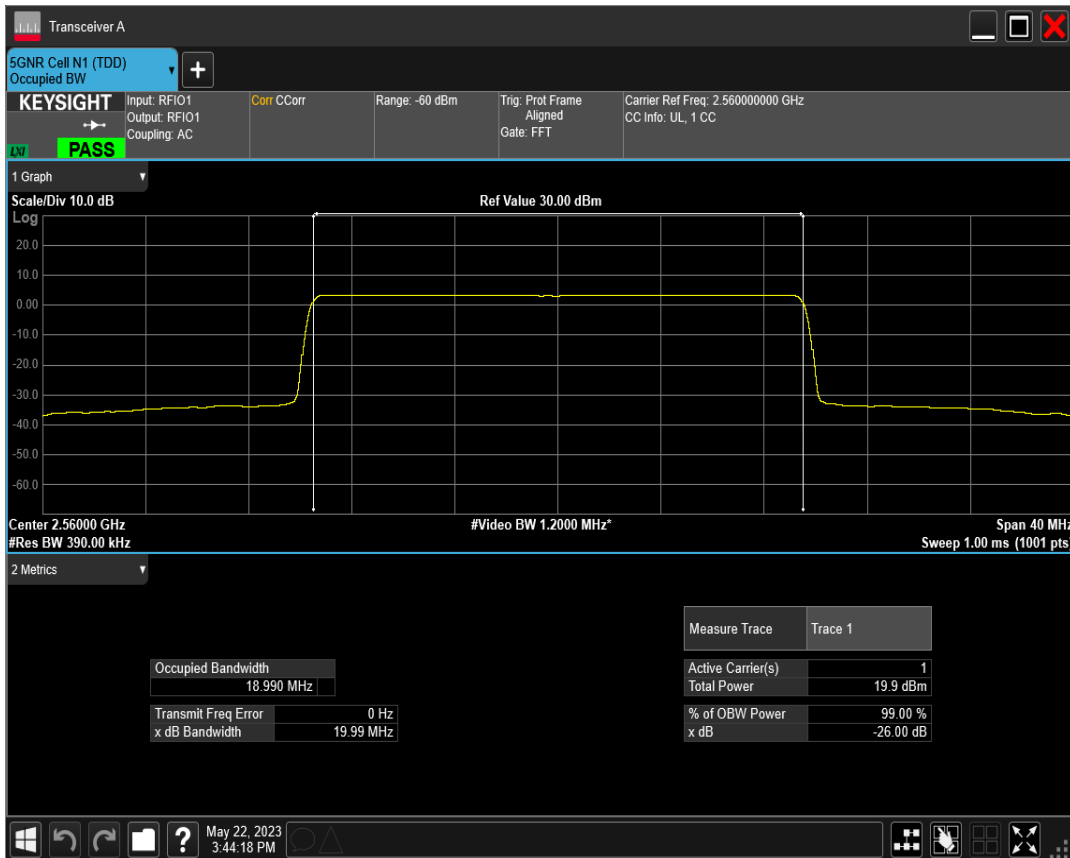 Transceiver A
5GNR Cell N1 (TDD)
Occupied BW
+
KEYSIGHT
LXI
PASS
Input: RFIO1
Output: RFIO1
Coupling: AC
Corr CCorr
Range: -60 dBm
Trig: Prot Frame
Aligned
Gate: FFT
Carrier Ref Freq: 2.560000000 GHz
CC Info: UL, 1 CC
1 Graph
Scale/Div 10.0 dB
Ref Value 30.00 dBm
Log
20.0
10.0
0.00
-10.0
-20.0
-30.0
-40.0
-50.0
-60.0
Center 2.56000 GHz
#Video BW 1.2000 MHz*
Span 40 MHz
#Res BW 390.00 kHz
Sweep 1.00 ms (1001 pts)
2 Metrics
Measure Trace Trace 1
Occupied Bandwidth
18.990 MHz
Active Carrier(s) 1
Total Power 19.9 dBm
Transmit Freq Error 0 Hz
x dB Bandwidth 19.99 MHz
% of OBW Power 99.00 %
x dB -26.00 dB
?
May 22, 2023
3:44:18 PM